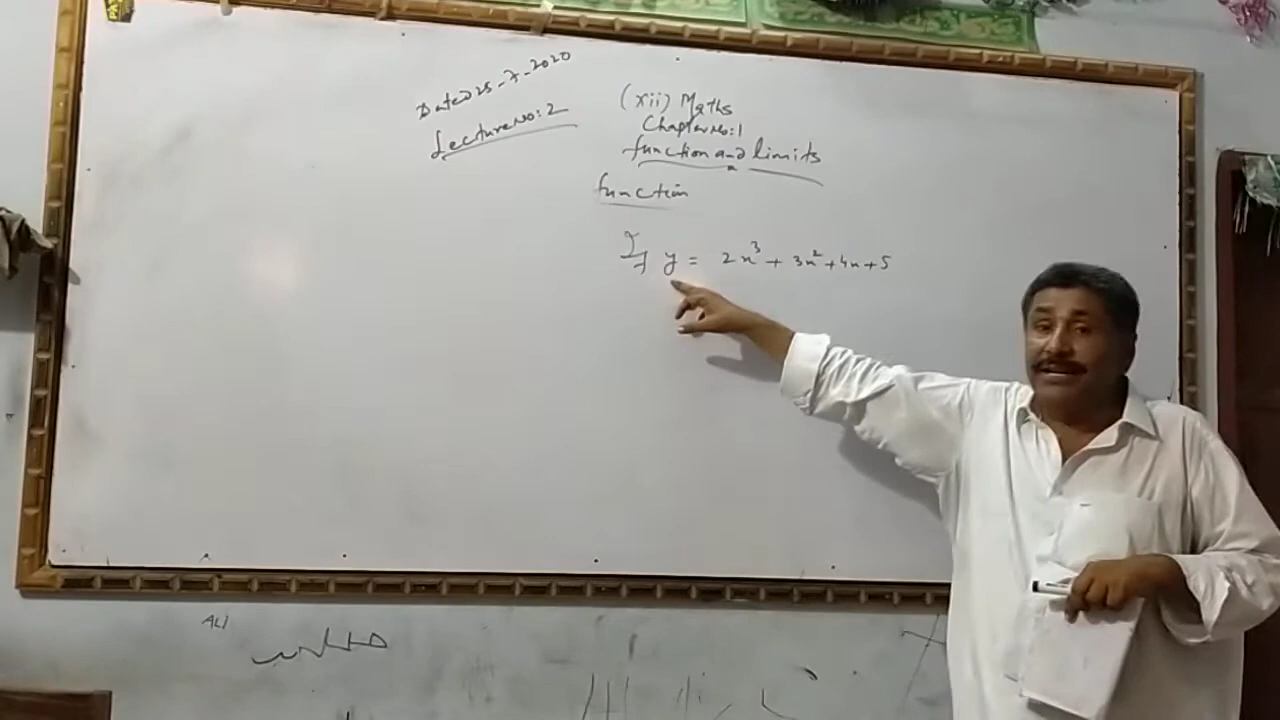 Dated 25-7-2020
Lecture No: 2
(xii) Maths
Chapter No: 1
function and limits
function
If y = 2x³ + 3x² + 4x + 5
ALI